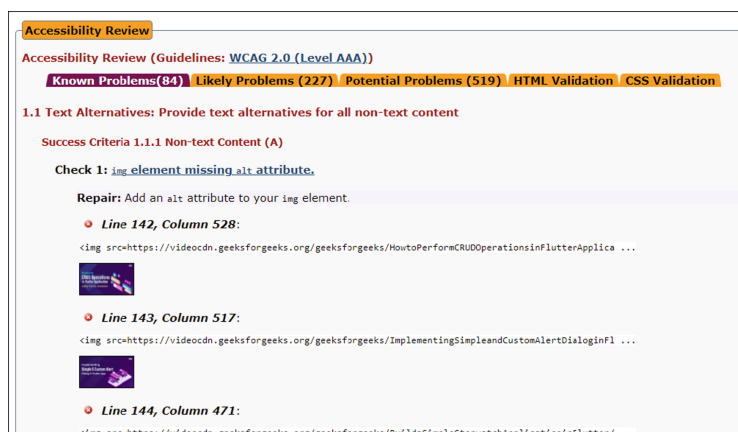 Accessibility Review
Accessibility Review (Guidelines: WCAG 2.0 (Level AAA))
Known Problems(84) Likely Problems (227) Potential Problems (519) HTML Validation CSS Validation
1.1 Text Alternatives: Provide text alternatives for all non-text content
Success Criteria 1.1.1 Non-text Content (A)
Check 1: img element missing alt attribute.
Repair: Add an alt attribute to your img element.
Line 142, Column 528:
<img src=https://videocdn.geeksforgeeks.org/geeksforgeeks/HowtoPerformCRUDOperationsinFlutterApplica ...
Line 143, Column 517:
<img src=https://videocdn.geeksforgeeks.org/geeksforgeeks/ImplementingSimpleandCustomAlertDialoginFl ...
Line 144, Column 471: